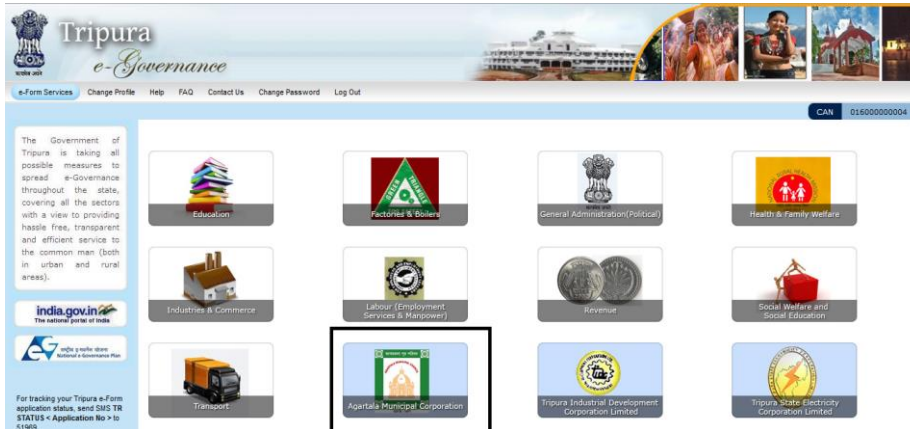 Tripura
e-Governance
e-Form Services Change Profile Help FAQ Contact Us Change Password Log Out
CAN 016000000004
The Government of
Tripura is taking all
possible measures to
spread e-Governance
throughout the state,
covering all the sectors
with a view to providing
hassle free, transparent
and efficient service to
the common man (both
in urban and rural
areas).
india.gov.in
The national portal of India
National e-Governance Plan
For tracking your Tripura e-Form
application status, send SMS TR
STATUS < Application No > to
51969
Education
GREEN TRIANGLE
Factories & Boilers
General Administration(Political)
Health & Family Welfare
Industries & Commerce
Labour (Employment
Services & Manpower)
Revenue
Social Welfare and
Social Education
Transport
Agartala Municipal Corporation
Tripura Industrial Development
Corporation Limited
Tripura State Electricity
Corporation Limited